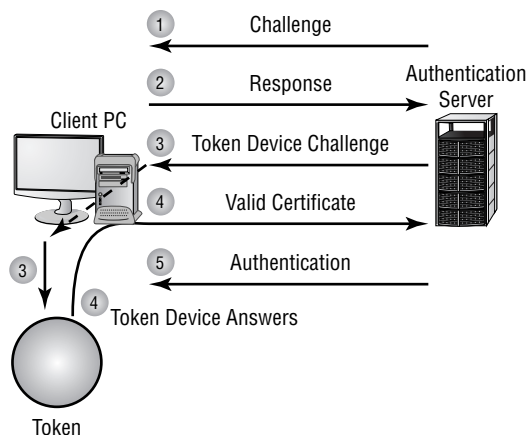 1 Challenge
2 Response
Authentication
Server
Client PC
3 Token Device Challenge
4 Valid Certificate
3
5 Authentication
4
Token Device Answers
Token